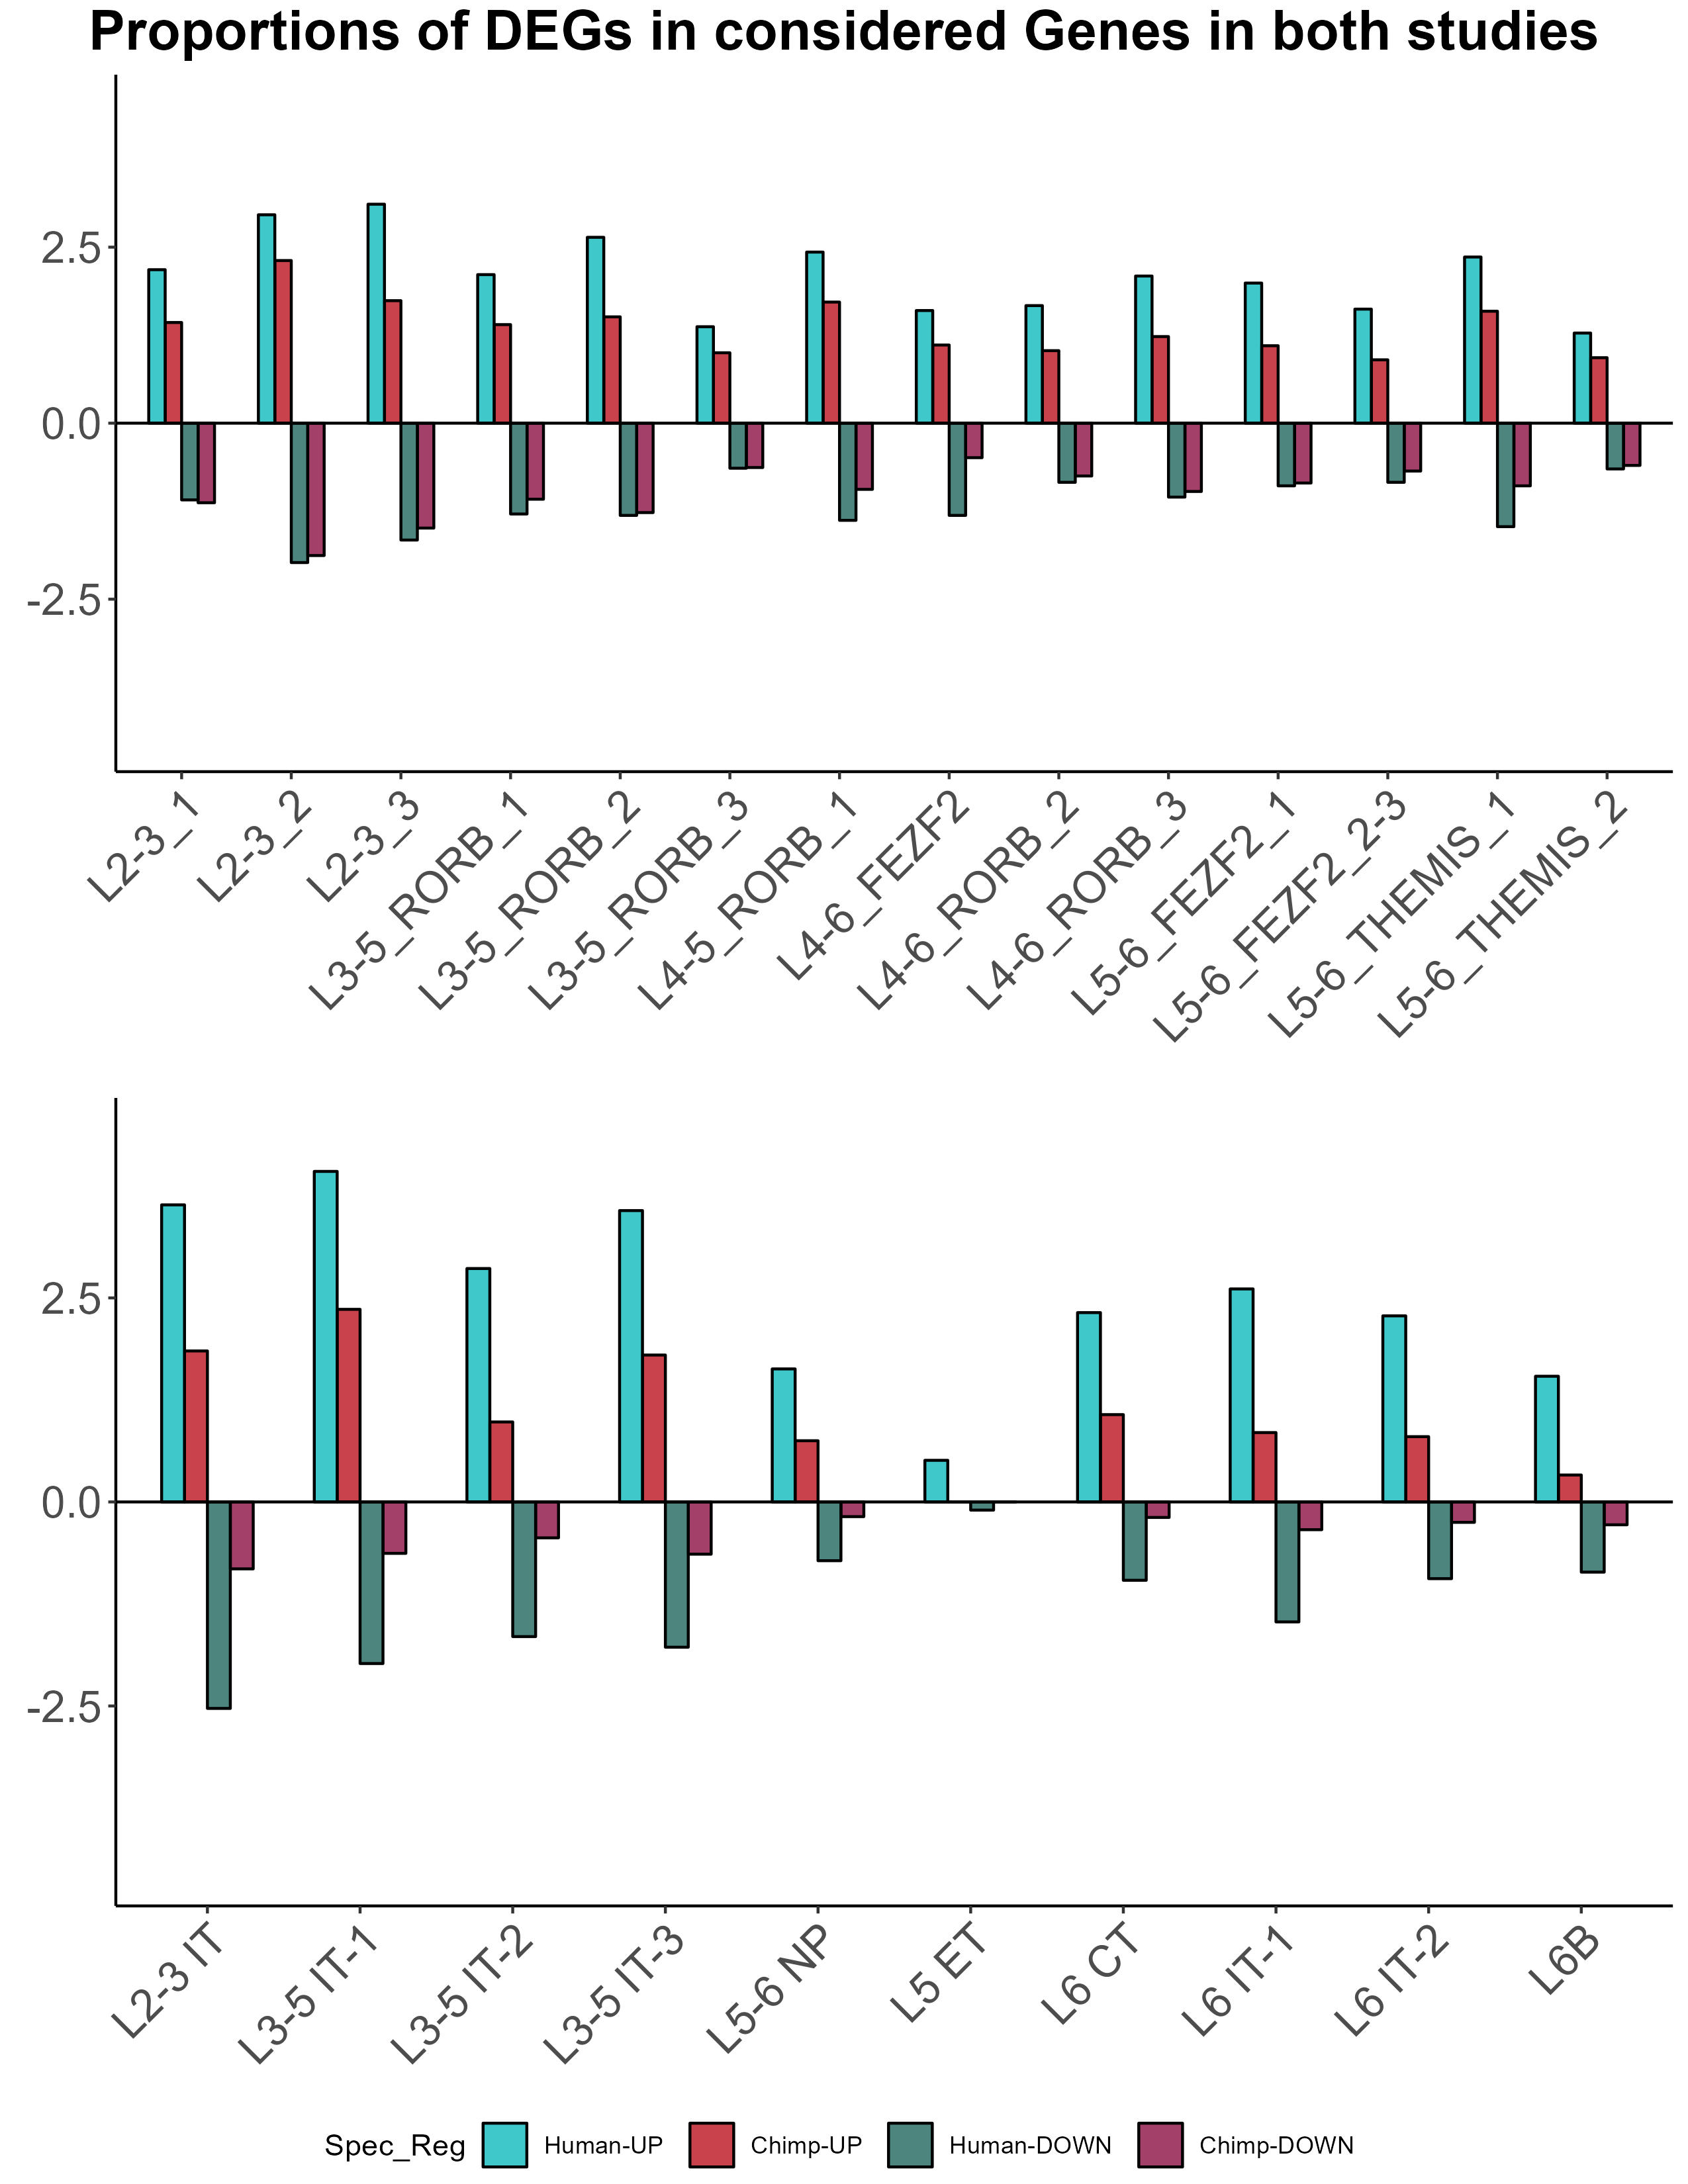 Proportions of DEGs in considered Genes in both studies
2.5
0.0
-2.5
L2-3_1
L2-3_2
L2-3_3
L3-5_RORB_1
L3-5_RORB_2
L3-5_RORB_3
L4-5_RORB_1
L4-6_FEZF2
L4-6_RORB_2
L4-6_RORB_3
L5-6_FEZF2_1
L5-6_FEZF2_2-3
L5-6_THEMIS_1
L5-6_THEMIS_2
2.5
0.0
-2.5
L2-3 IT
L3-5 IT-1
L3-5 IT-2
L3-5 IT-3
L5-6 NP
L5 ET
L6 CT
L6 IT-1
L6 IT-2
L6B
Spec_Reg Human-UP Chimp-UP Human-DOWN Chimp-DOWN